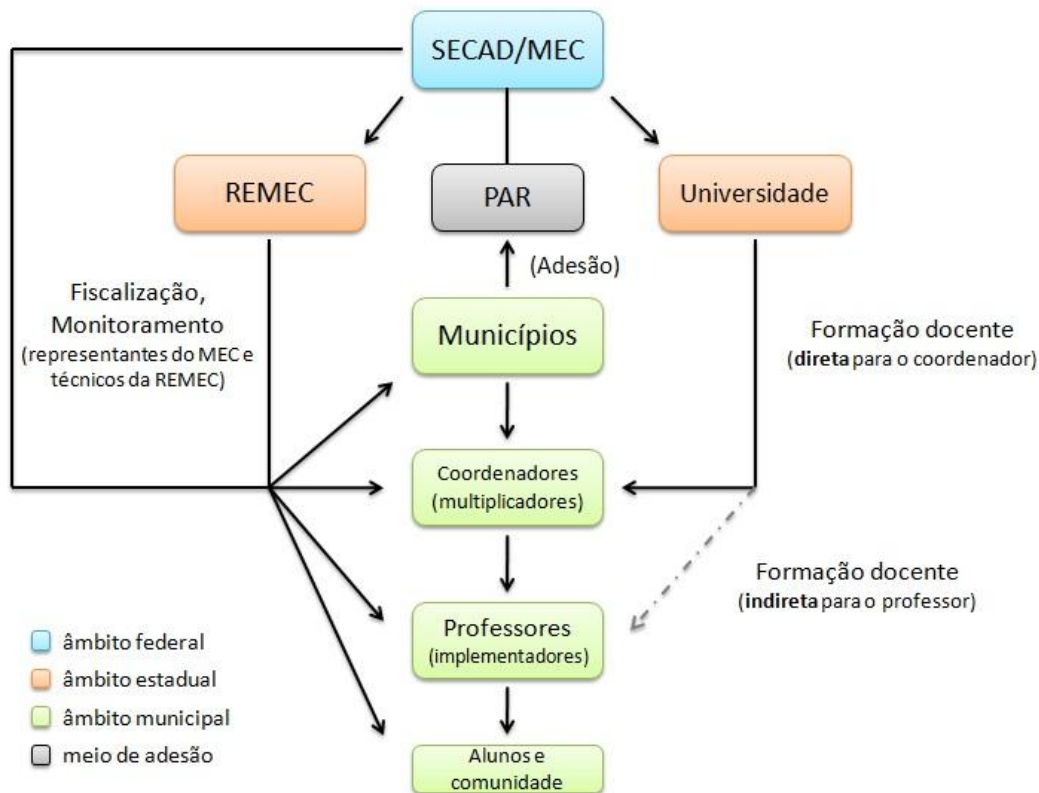 SECAD/MEC
REMEC
PAR
Universidade
(Adesão)
Fiscalização,
Monitoramento
(representantes do MEC e
técnicos da REMEC)
Municípios
Formação docente
(direta para o coordenador)
Coordenadores
(multiplicadores)
Formação docente
(indireta para o professor)
Professores
(implementadores)
âmbito federal
âmbito estadual
âmbito municipal
meio de adesão
Alunos e
comunidade